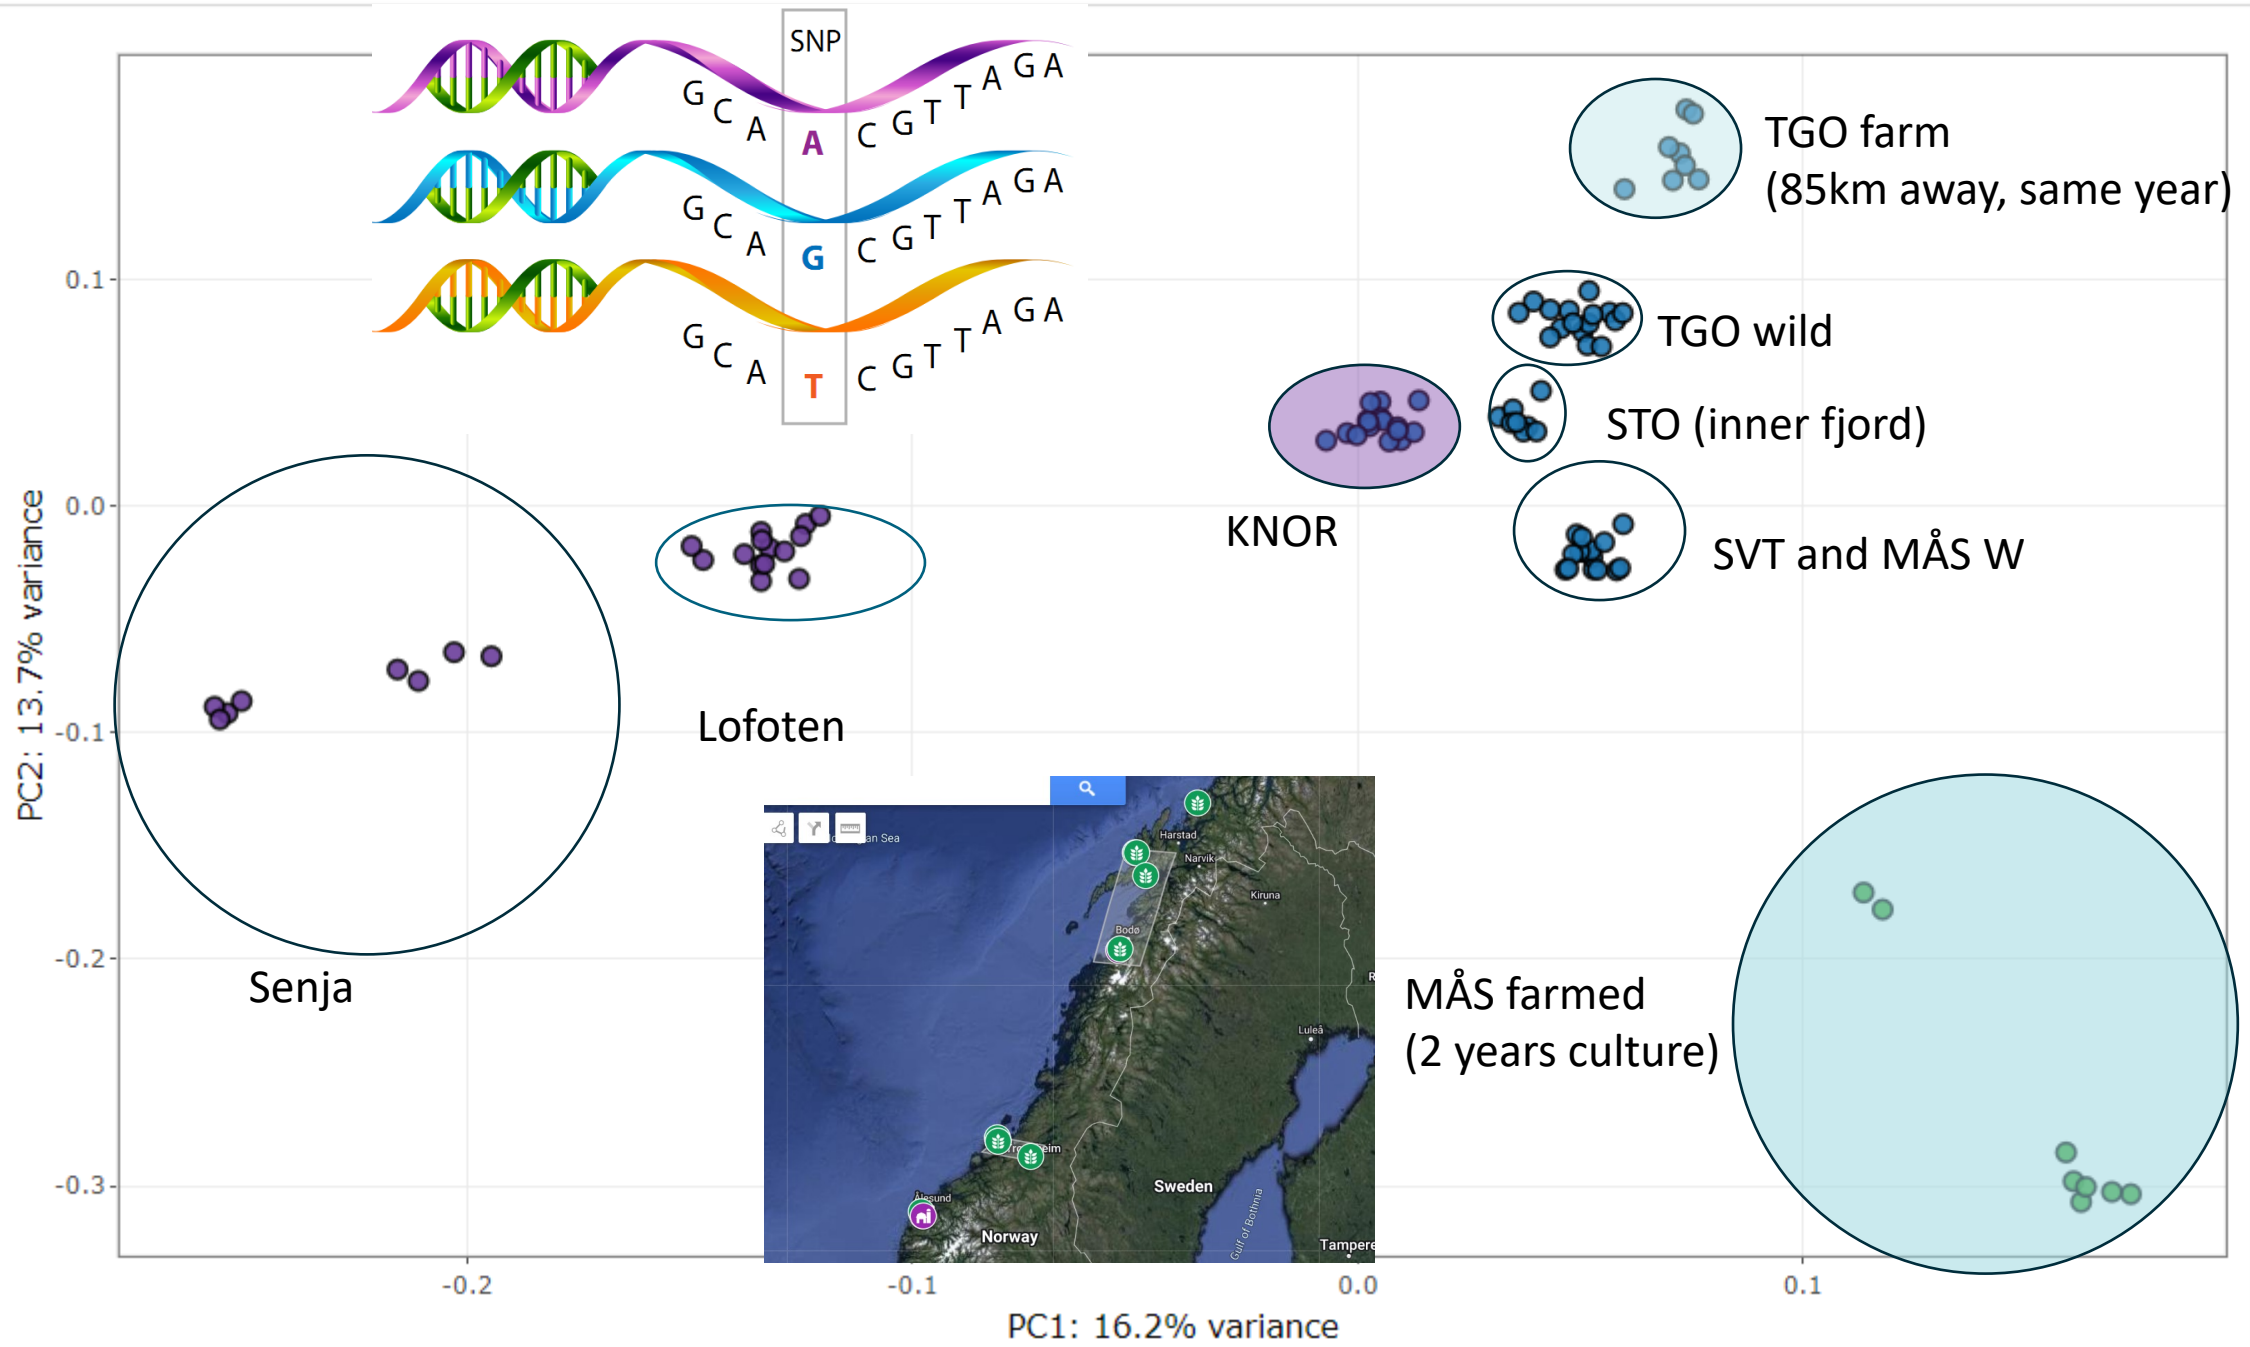 SNP
G C A A C G T T A G A
G C A G C G T T A G A
G C A T C G T T A G A
TGO farm
(85km away, same year)
TGO wild
STO (inner fjord)
KNOR
SVT and MÅS W
Lofoten
Senja
MÅS farmed
(2 years culture)
PC2: 13.7% variance
0.1
0.0
-0.1
-0.2
-0.3
-0.2
-0.1
0.0
0.1
PC1: 16.2% variance
an Sea
Harstad
Narvik
Kiruna
Bodø
R
Luleå
eim
Ålesund
Sweden
Norway
Gulf of Bothnia
Tampere